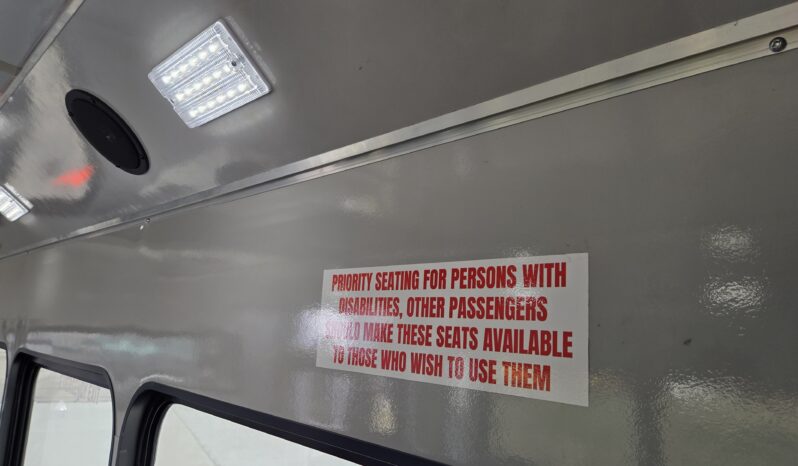 PRIORITY SEATING FOR PERSONS WITH
DISABILITIES, OTHER PASSENGERS
SHOULD MAKE THESE SEATS AVAILABLE
TO THOSE WHO WISH TO USE THEM